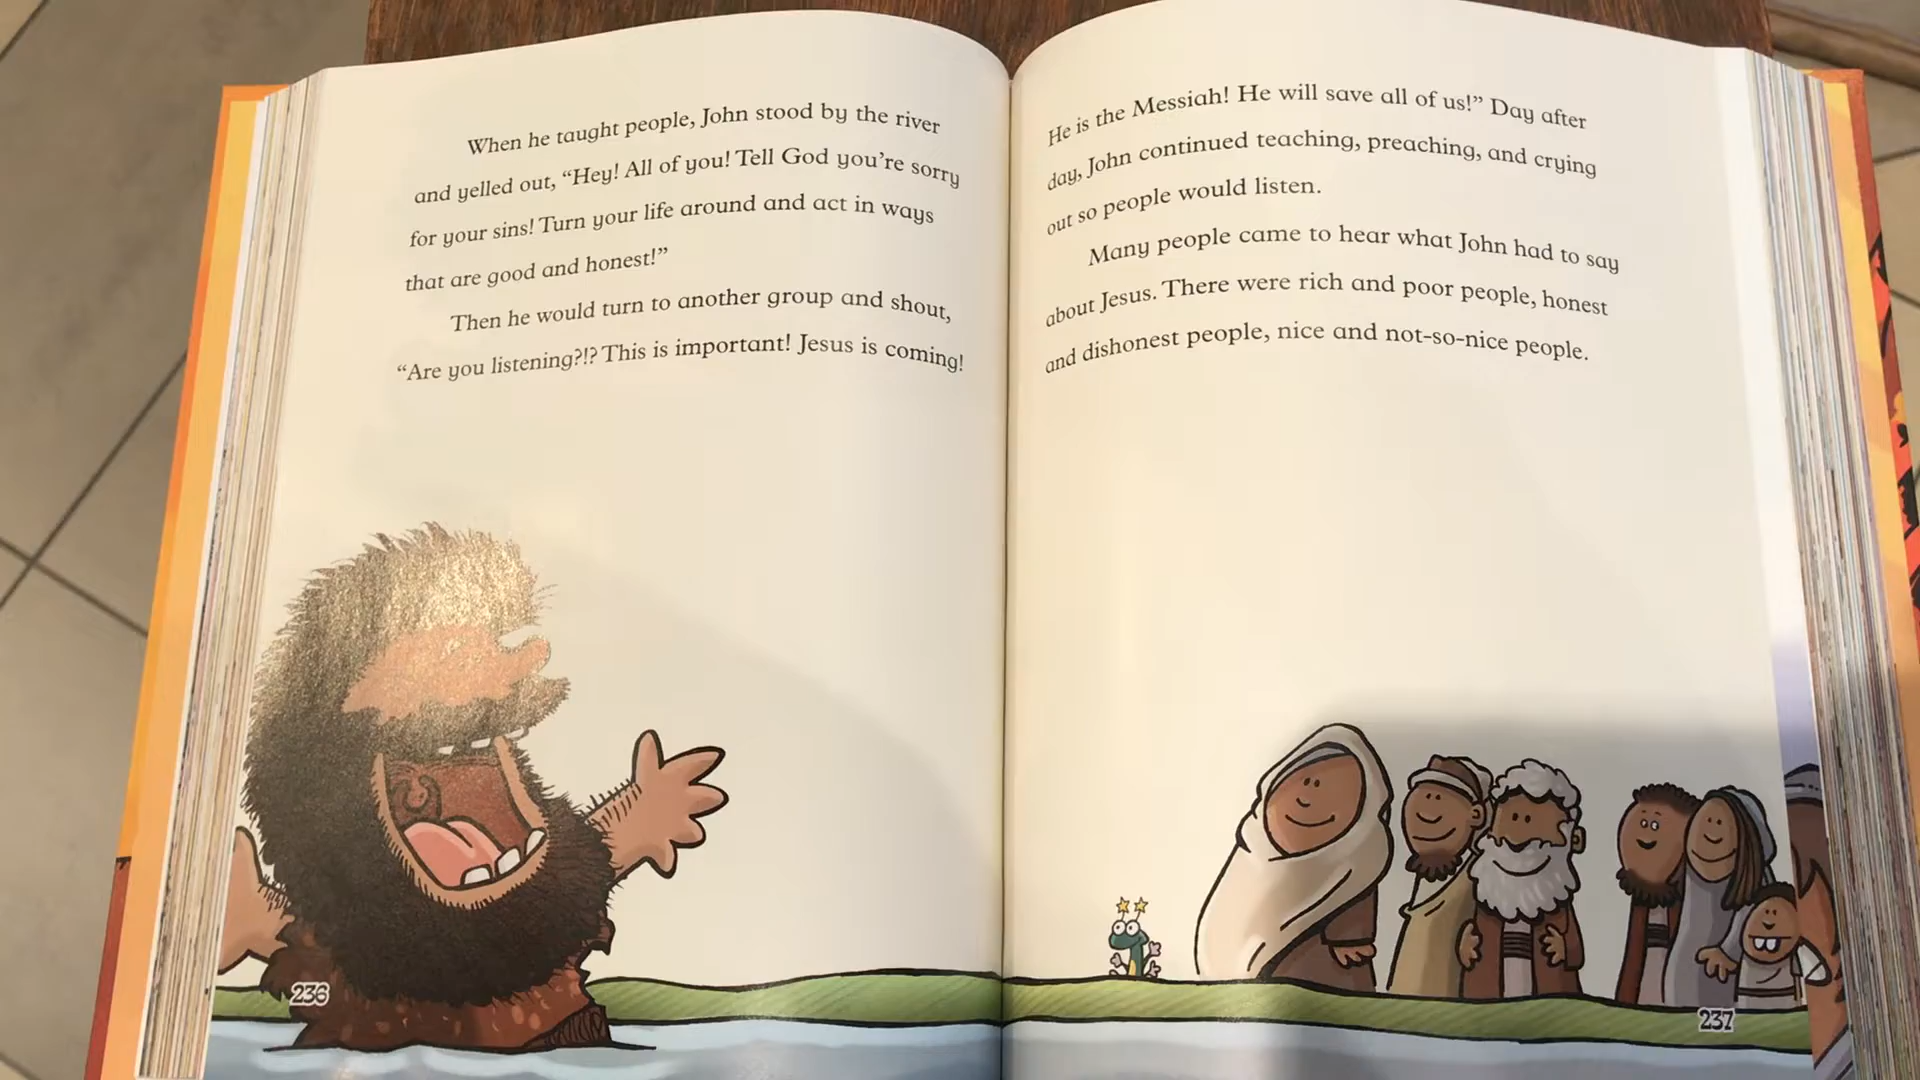 When he taught people, John stood by the river
and yelled out, “Hey! All of you! Tell God you’re sorry
for your sins! Turn your life around and act in ways
that are good and honest!”
Then he would turn to another group and shout,
“Are you listening?!? This is important! Jesus is coming!
236
He is the Messiah! He will save all of us!” Day after
day, John continued teaching, preaching, and crying
out so people would listen.
Many people came to hear what John had to say
about Jesus. There were rich and poor people, honest
and dishonest people, nice and not-so-nice people.
237